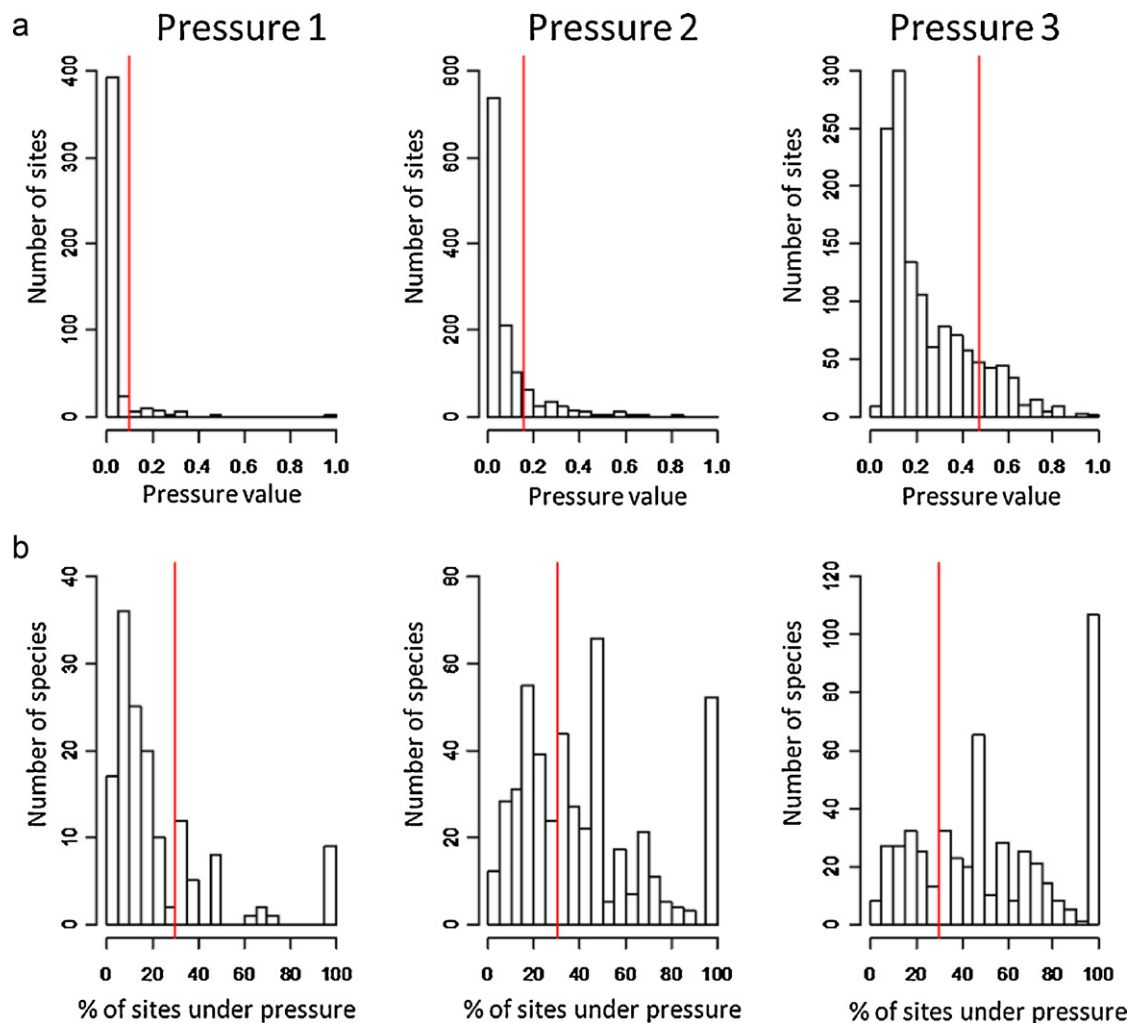 a
Pressure 1 Pressure 2 Pressure 3
Number of sites
400
300
200
100
0
0.0 0.2 0.4 0.6 0.8 1.0
Pressure value
Number of sites
800
600
400
200
0
0.0 0.2 0.4 0.6 0.8 1.0
Pressure value
Number of sites
300
250
200
150
100
50
0
0.0 0.2 0.4 0.6 0.8 1.0
Pressure value
b
Number of species
40
30
20
10
0
0 20 40 60 80 100
% of sites under pressure
Number of species
80
60
40
20
0
0 20 40 60 80 100
% of sites under pressure
Number of species
120
100
80
60
40
20
0
0 20 40 60 80 100
% of sites under pressure